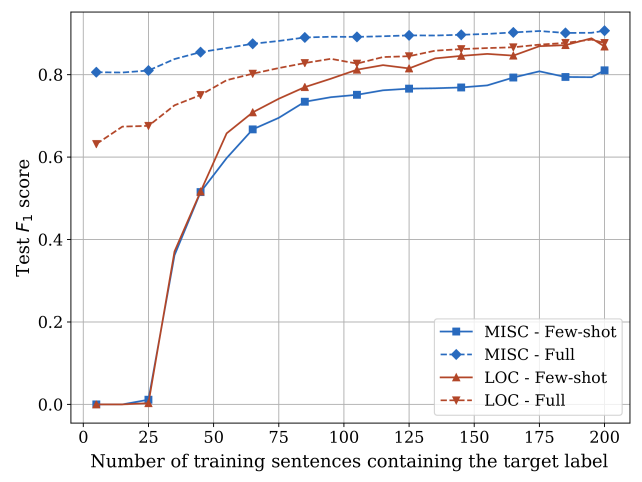 0.8
0.6
0.4
0.2
0.0
Test F1 score
MISC - Few-shot
MISC - Full
LOC - Few-shot
LOC - Full
0 25 50 75 100 125 150 175 200
Number of training sentences containing the target label